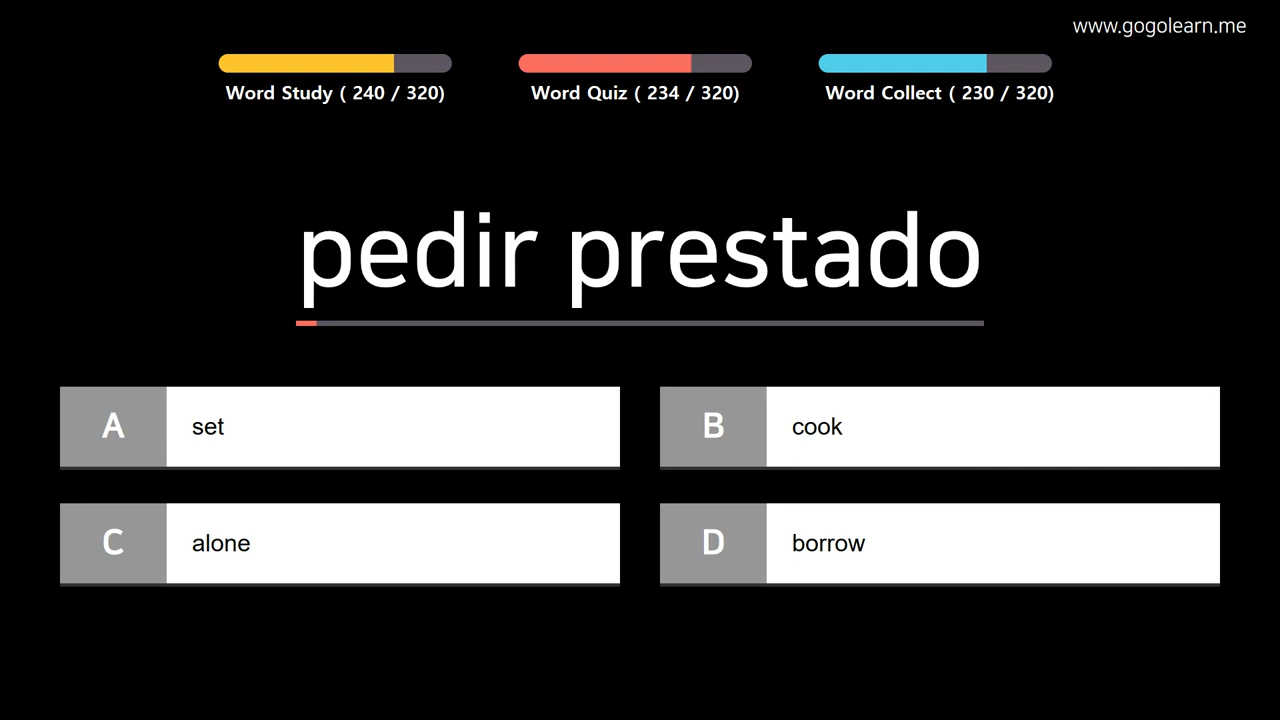 www.gogolearn.me
Word Study ( 240 / 320)
Word Quiz ( 234 / 320)
Word Collect ( 230 / 320)
pedir prestado
A set
B cook
C alone
D borrow